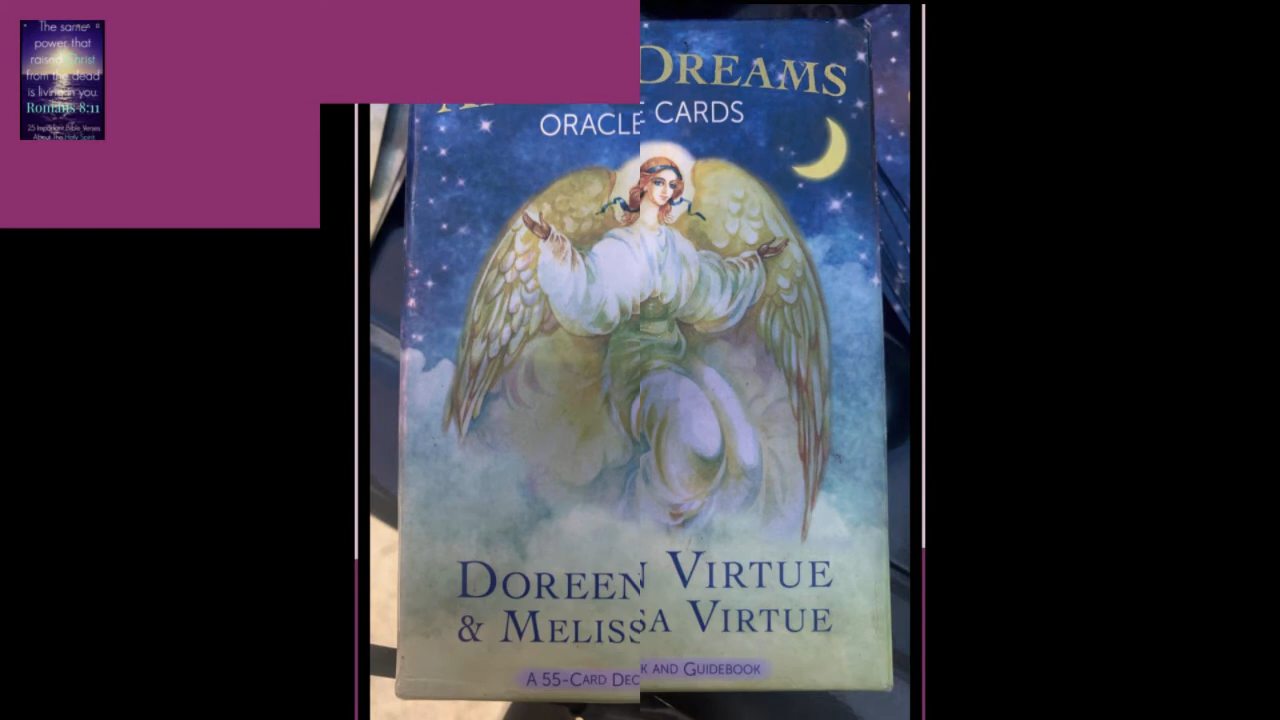 The same
power that
raised Christ
from the dead
is living in you.
Romans 8:11
25 Important Bible Verses
About The Holy Spirit
DREAMS
ORACLE CARDS
DOREEN VIRTUE
& MELISSA VIRTUE
A 55-CARD DECK AND GUIDEBOOK